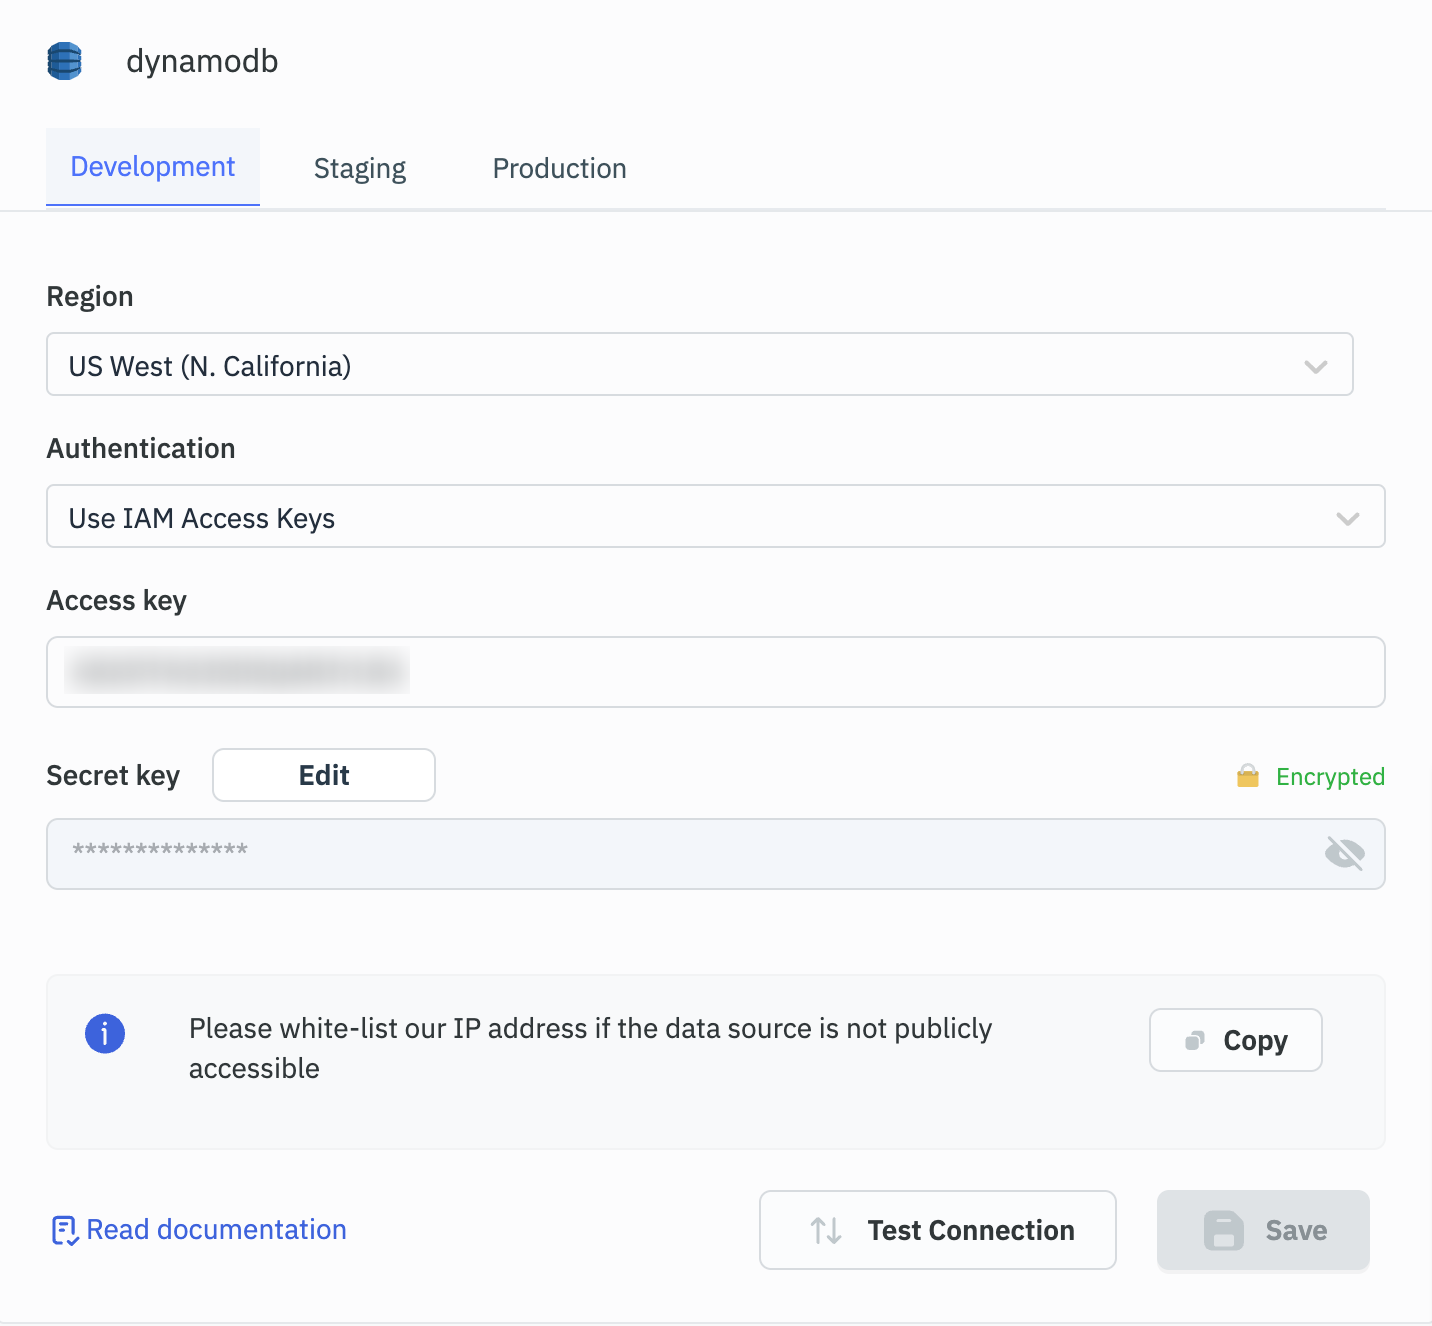 dynamodb
Development Staging Production
Region
US West (N. California)
Authentication
Use IAM Access Keys
Access key
Secret key Edit Encrypted
**************
Please white-list our IP address if the data source is not publicly
accessible
Copy
Read documentation Test Connection Save